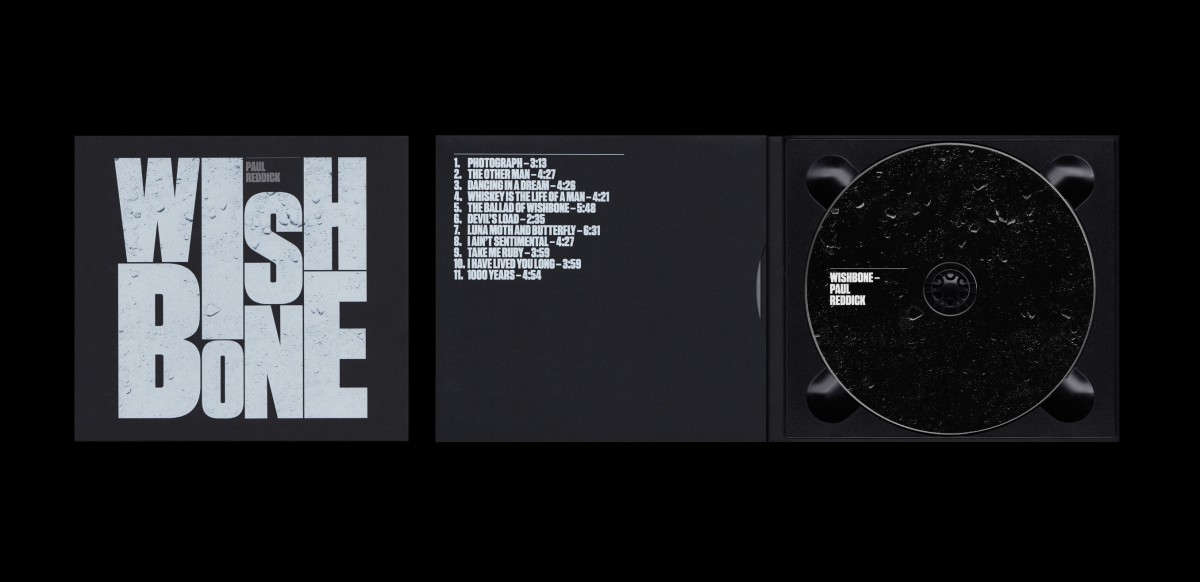 WISH
BONE
PAUL
REDDICK
1. PHOTOGRAPH – 3:13
2. THE OTHER MAN – 4:27
3. DANCING IN A DREAM – 4:26
4. WHISKEY IS THE LIFE OF A MAN – 4:21
5. THE BALLAD OF WISHBONE – 5:48
6. DEVIL'S LOAD – 2:35
7. LUNA MOTH AND BUTTERFLY – 6:31
8. I AIN'T SENTIMENTAL – 4:27
9. TAKE ME RUBY – 3:59
10. I HAVE LIVED YOU LONG – 3:59
11. 1000 YEARS – 4:54
WISHBONE –
PAUL
REDDICK